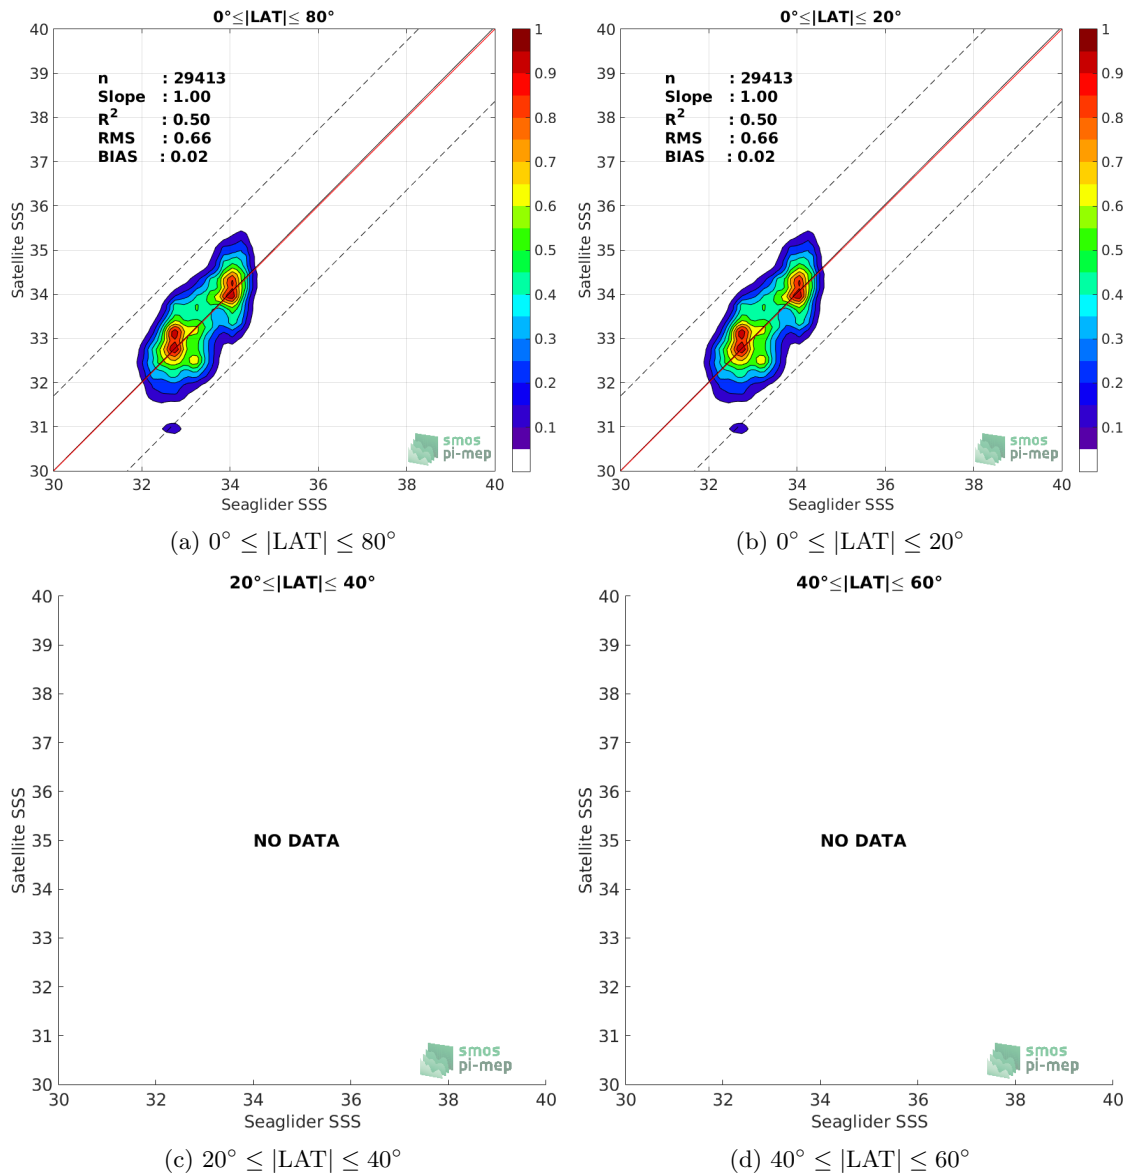 0°≤|LAT|≤ 80°
40
39
38
37
36
35
34
33
32
31
30
Satellite SSS
n : 29413
Slope : 1.00
R² : 0.50
RMS : 0.66
BIAS : 0.02
1
0.9
0.8
0.7
0.6
0.5
0.4
0.3
0.2
0.1
smos
pi-mep
30 32 34 36 38 40
Seaglider SSS
(a) 0° ≤ |LAT| ≤ 80°
0°≤|LAT|≤ 20°
40
39
38
37
36
35
34
33
32
31
30
Satellite SSS
n : 29413
Slope : 1.00
R² : 0.50
RMS : 0.66
BIAS : 0.02
1
0.9
0.8
0.7
0.6
0.5
0.4
0.3
0.2
0.1
smos
pi-mep
30 32 34 36 38 40
Seaglider SSS
(b) 0° ≤ |LAT| ≤ 20°
20°≤|LAT|≤ 40°
40
39
38
37
36
35
34
33
32
31
30
Satellite SSS
NO DATA
smos
pi-mep
30 32 34 36 38 40
Seaglider SSS
(c) 20° ≤ |LAT| ≤ 40°
40°≤|LAT|≤ 60°
40
39
38
37
36
35
34
33
32
31
30
Satellite SSS
NO DATA
smos
pi-mep
30 32 34 36 38 40
Seaglider SSS
(d) 40° ≤ |LAT| ≤ 60°